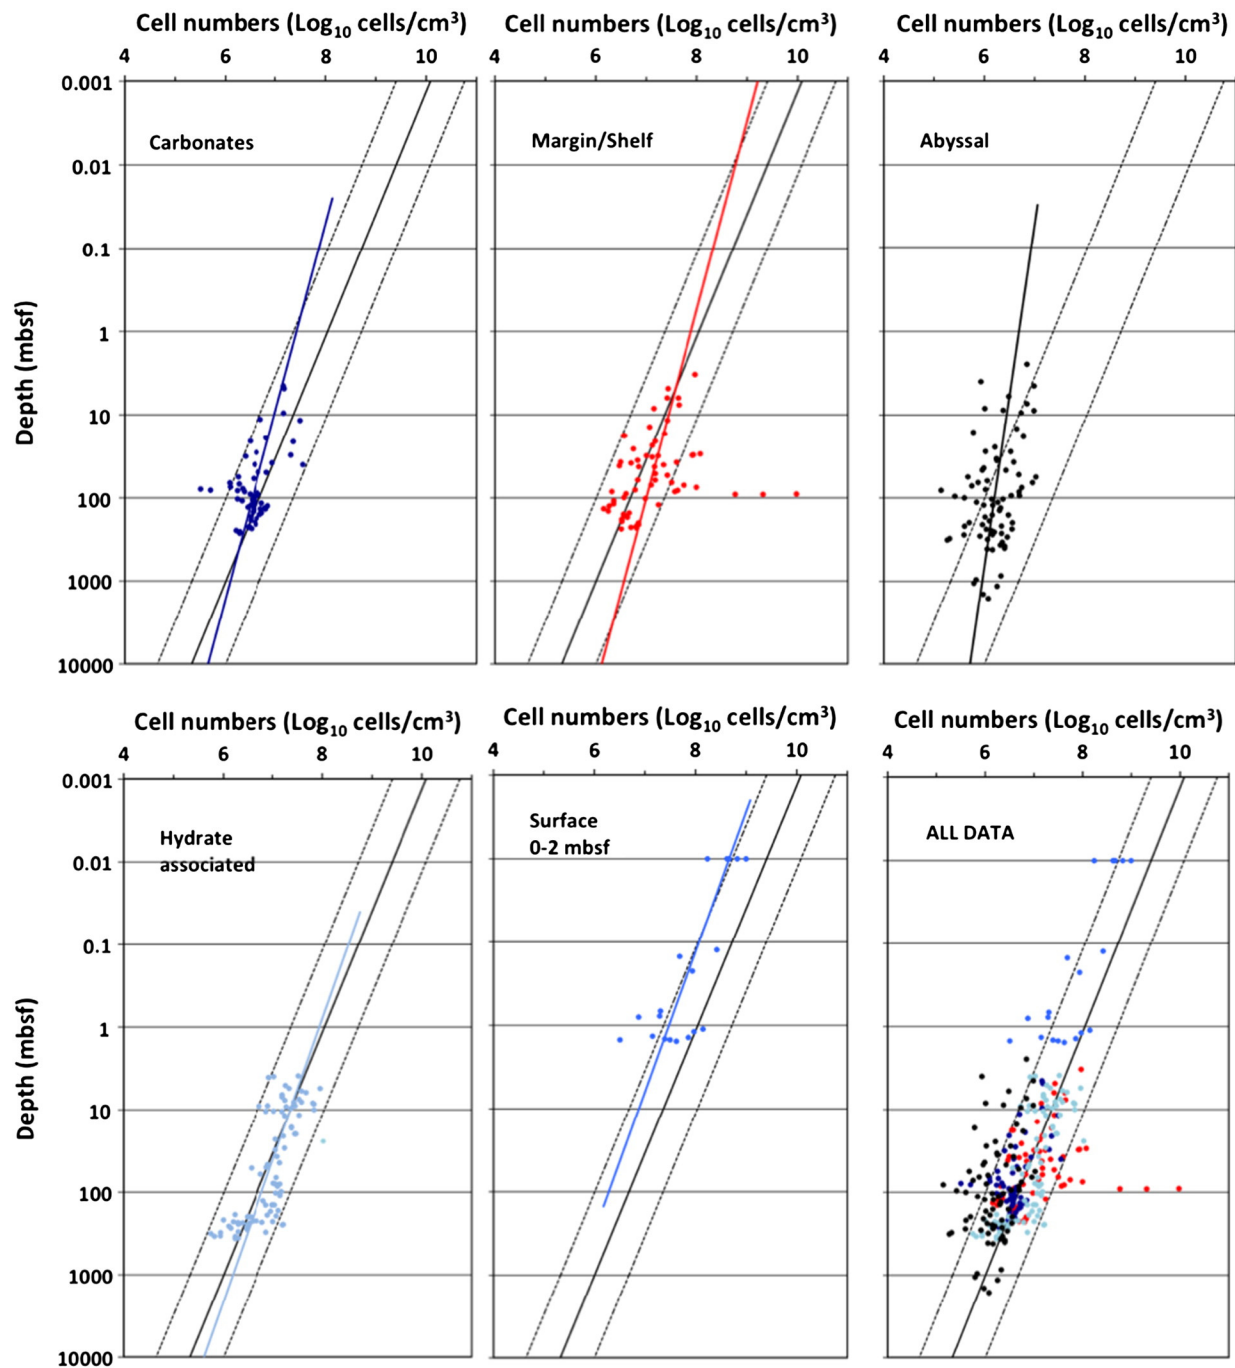 Cell numbers (Log10 cells/cm³) Cell numbers (Log10 cells/cm³) Cell numbers (Log10 cells/cm³)
4 6 8 10 4 6 8 10 4 6 8 10
0.001
Carbonates Margin/Shelf Abyssal
0.01
0.1
1
Depth (mbsf)
10
100
1000
10000
Cell numbers (Log10 cells/cm³) Cell numbers (Log10 cells/cm³) Cell numbers (Log10 cells/cm³)
4 6 8 10 4 6 8 10 4 6 8 10
0.001
Hydrate Surface ALL DATA
associated 0-2 mbsf
0.01
0.1
1
Depth (mbsf)
10
100
1000
10000